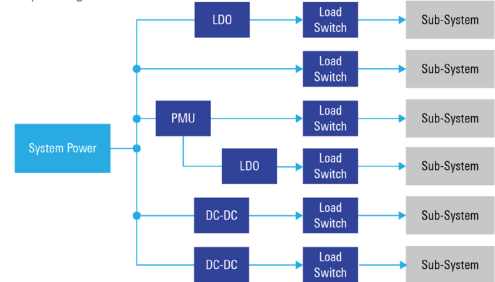 LDO
Load
Switch
Sub-System
Load
Switch
Sub-System
PMU
Load
Switch
Sub-System
System Power
LDO
Load
Switch
Sub-System
DC-DC
Load
Switch
Sub-System
DC-DC
Load
Switch
Sub-System